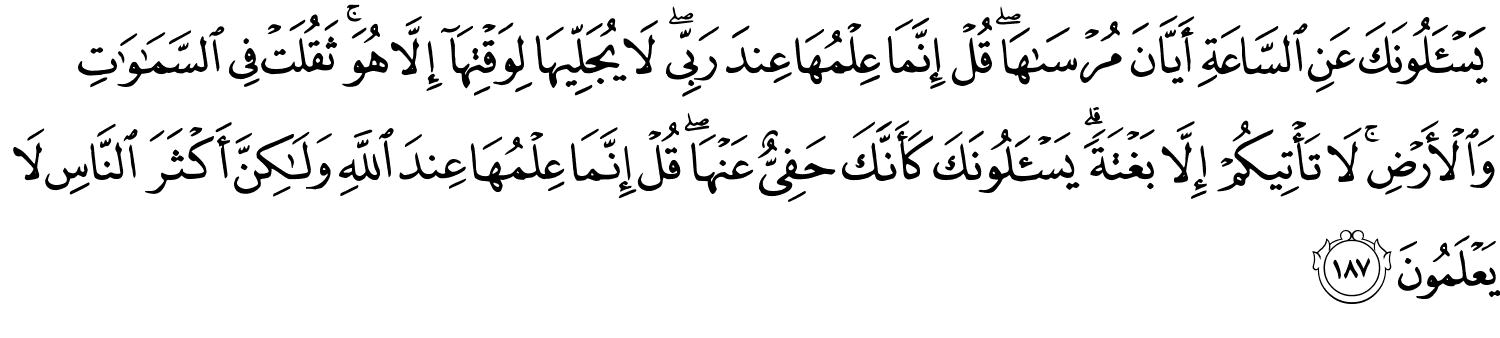 يَسْـَٔلُونَكَ عَنِ ٱلسَّاعَةِ أَيَّانَ مُرْسَىٰهَا ۖ قُلْ إِنَّمَا عِلْمُهَا عِندَ رَبِّى ۖ لَا يُجَلِّيهَا لِوَقْتِهَآ إِلَّا هُوَ ۚ ثَقُلَتْ فِى ٱلسَّمَـٰوَٰتِ
وَٱلْأَرْضِ ۚ لَا تَأْتِيكُمْ إِلَّا بَغْتَةً ۗ يَسْـَٔلُونَكَ كَأَنَّكَ حَفِىٌّ عَنْهَا ۖ قُلْ إِنَّمَا عِلْمُهَا عِندَ ٱللَّهِ وَلَـٰكِنَّ أَكْثَرَ ٱلنَّاسِ لَا
يَعْلَمُونَ ١٨٧